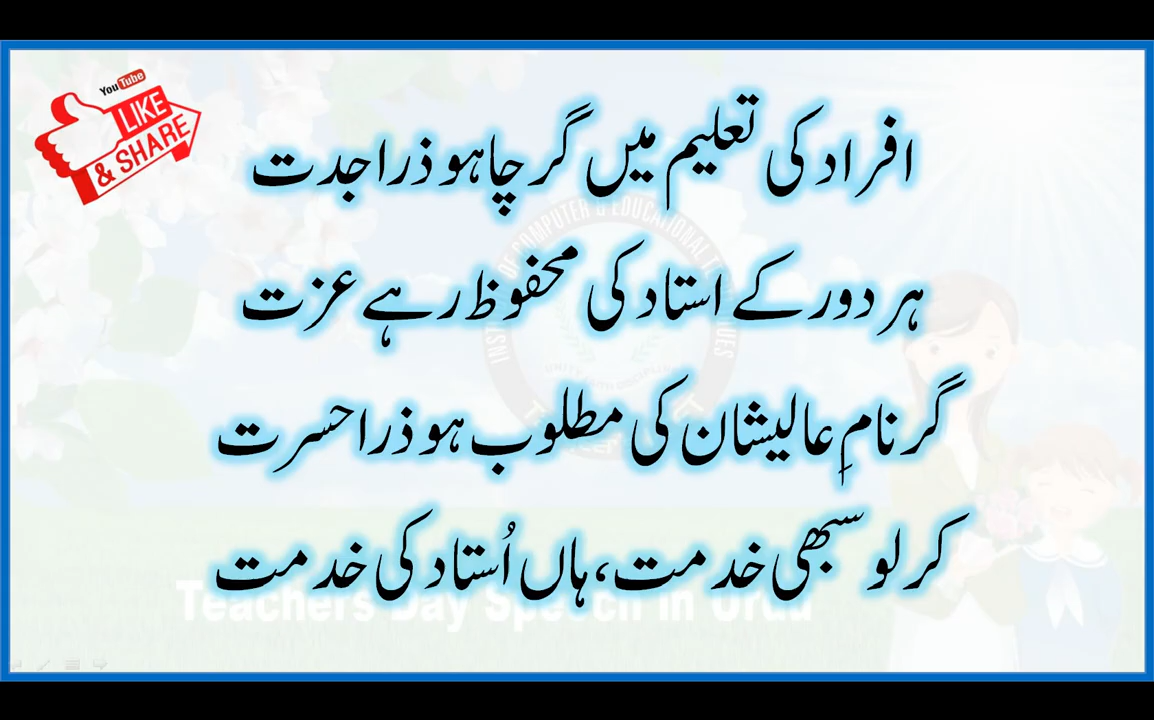 YouTube
LIKE
& SHARE
افراد کی تعلیم میں گر چاہو ذرا جدت
ہر دور کے استاد کی محفوظ رہے عزت
گر نامِ عالیشان کی مطلوب ہو ذرا حسرت
کر لو سبھی خدمت، ہاں اُستاد کی خدمت
Teachers Day Speech in Urdu